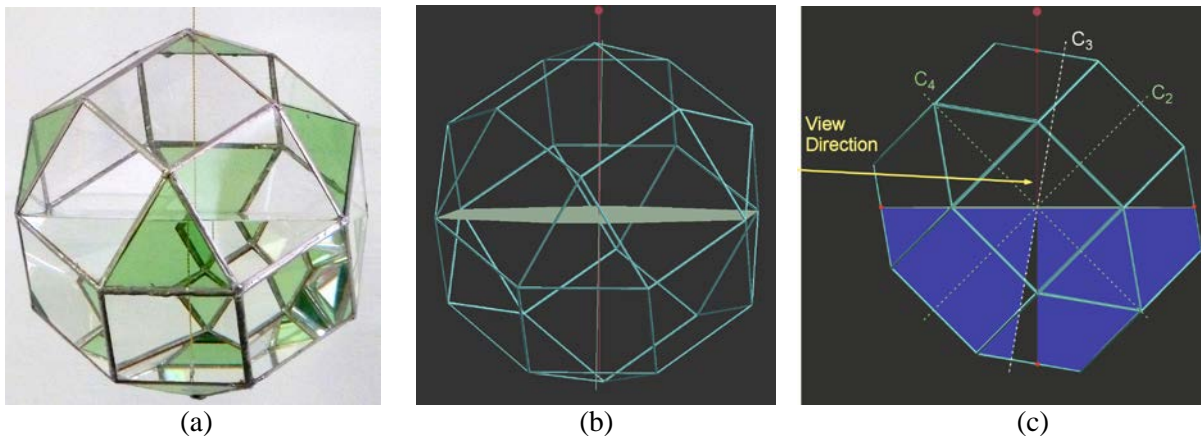 C₃
C₄
C₂
View
Direction
(a)
(b)
(c)